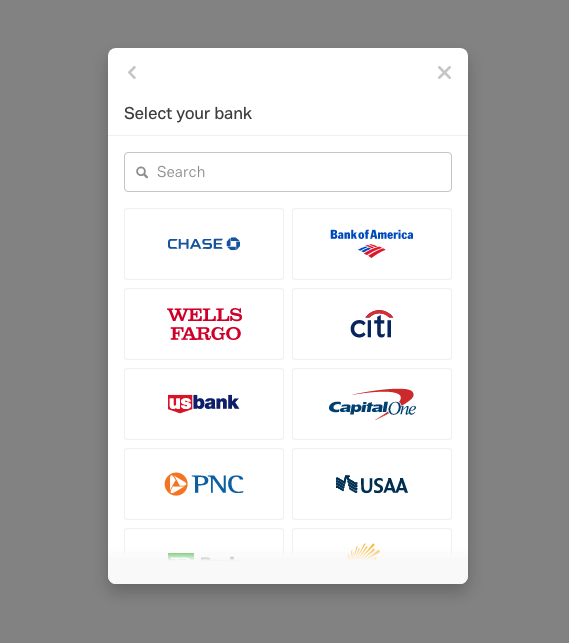 Select your bank
Search
CHASE
Bank of America
WELLS
FARGO
citi
usbank
Capital One
PNC
USAA